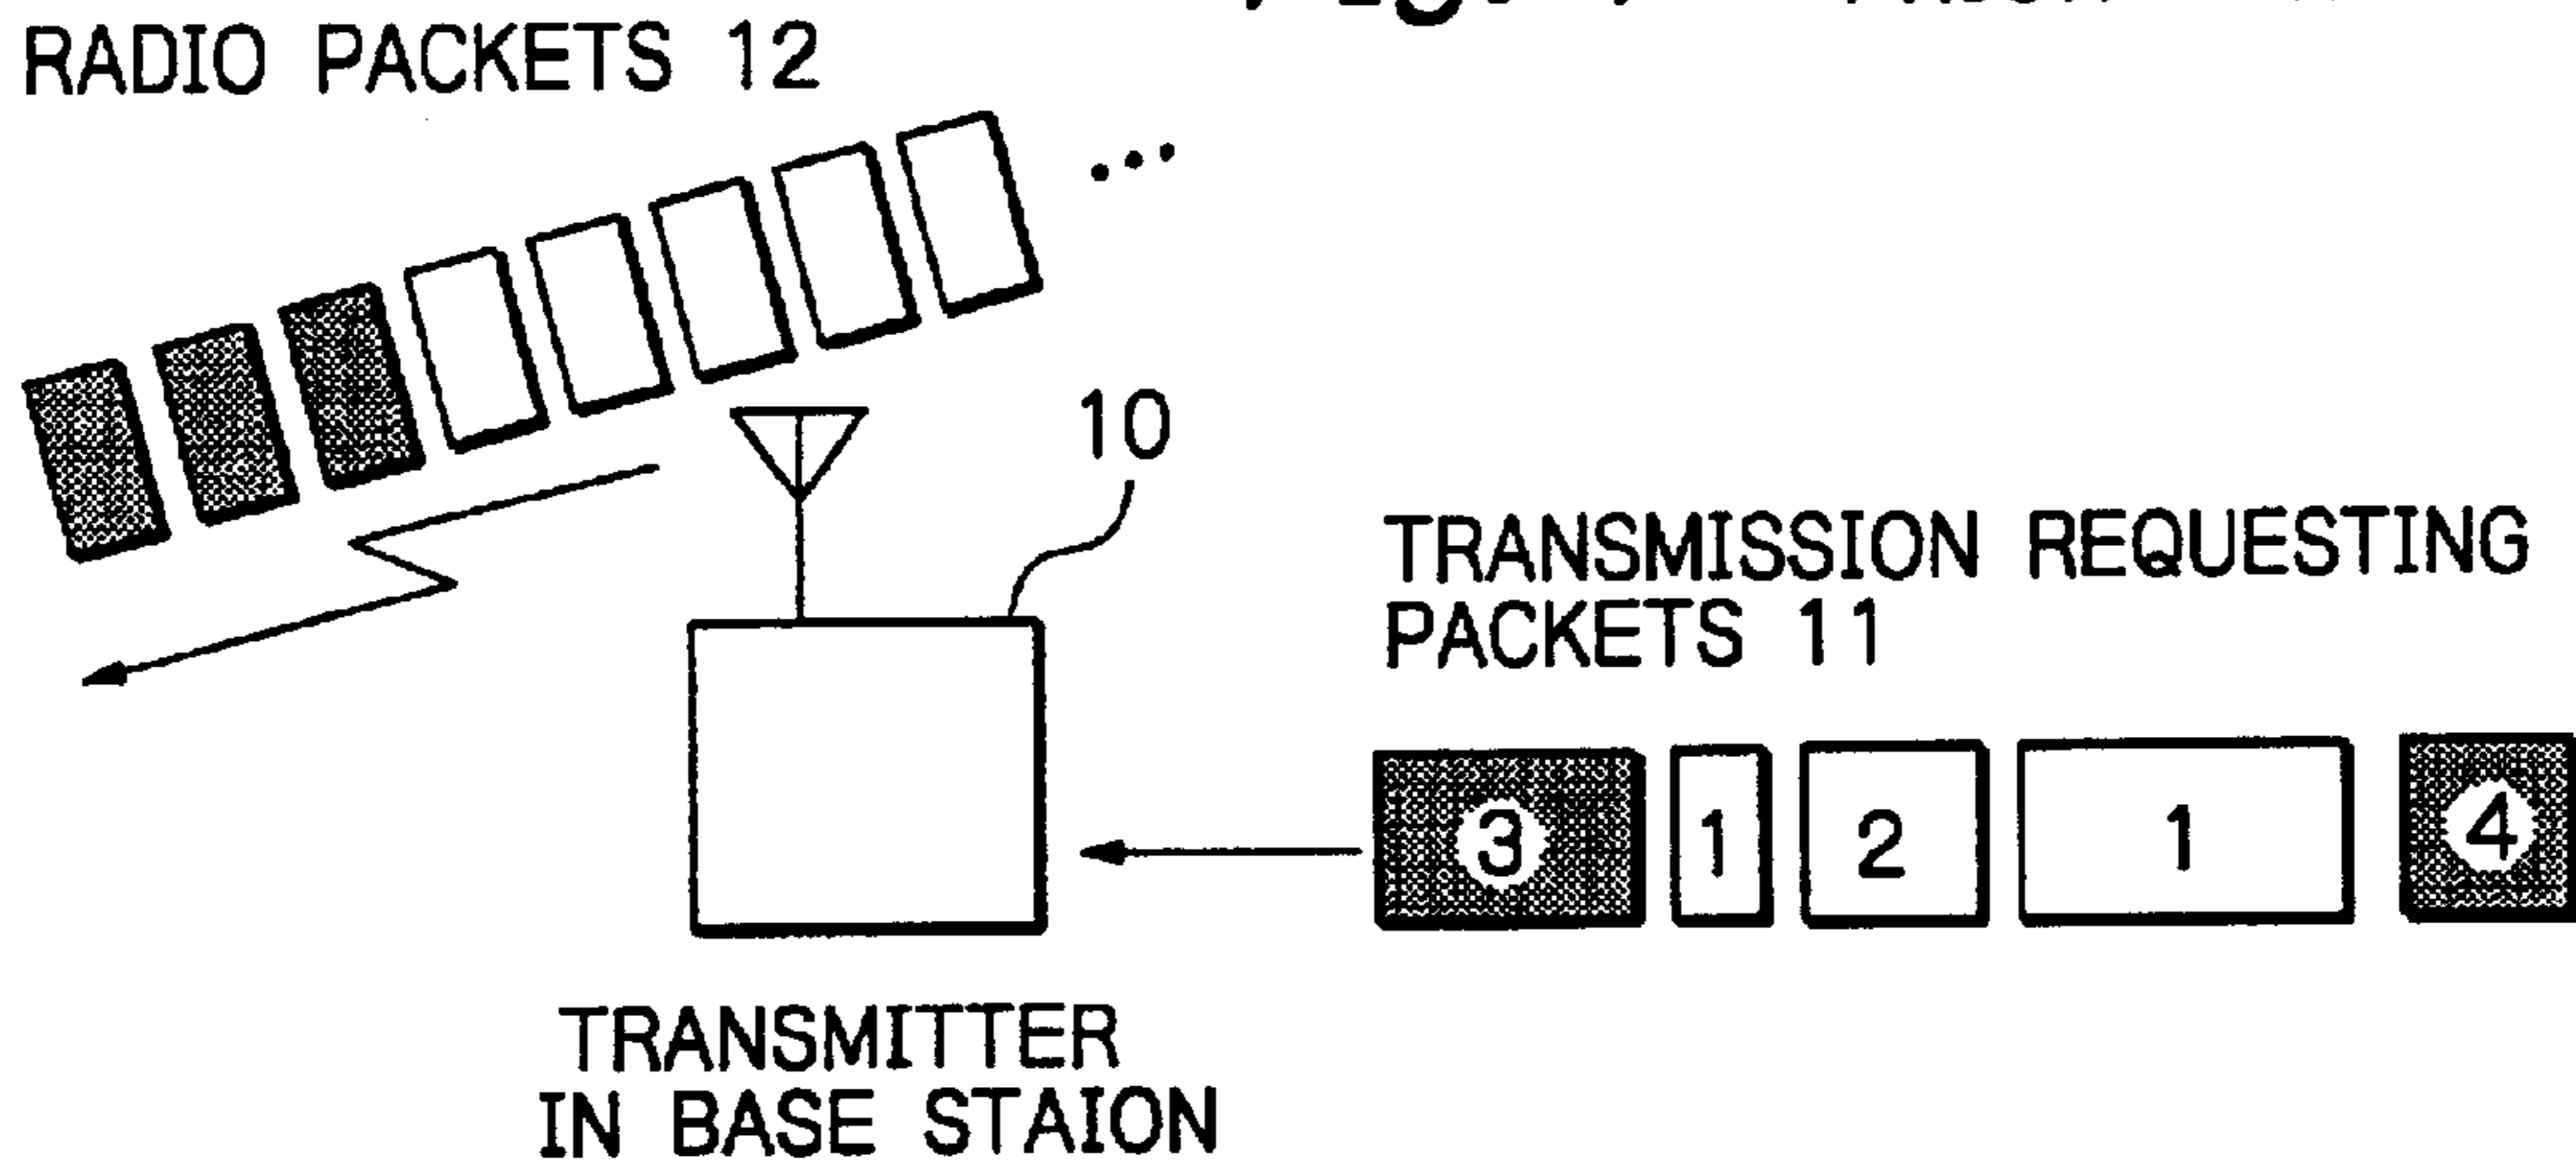 RADIO PACKETS 12
10
TRANSMISSION REQUESTING
PACKETS 11
3 1 2 1 4
TRANSMITTER
IN BASE STAION